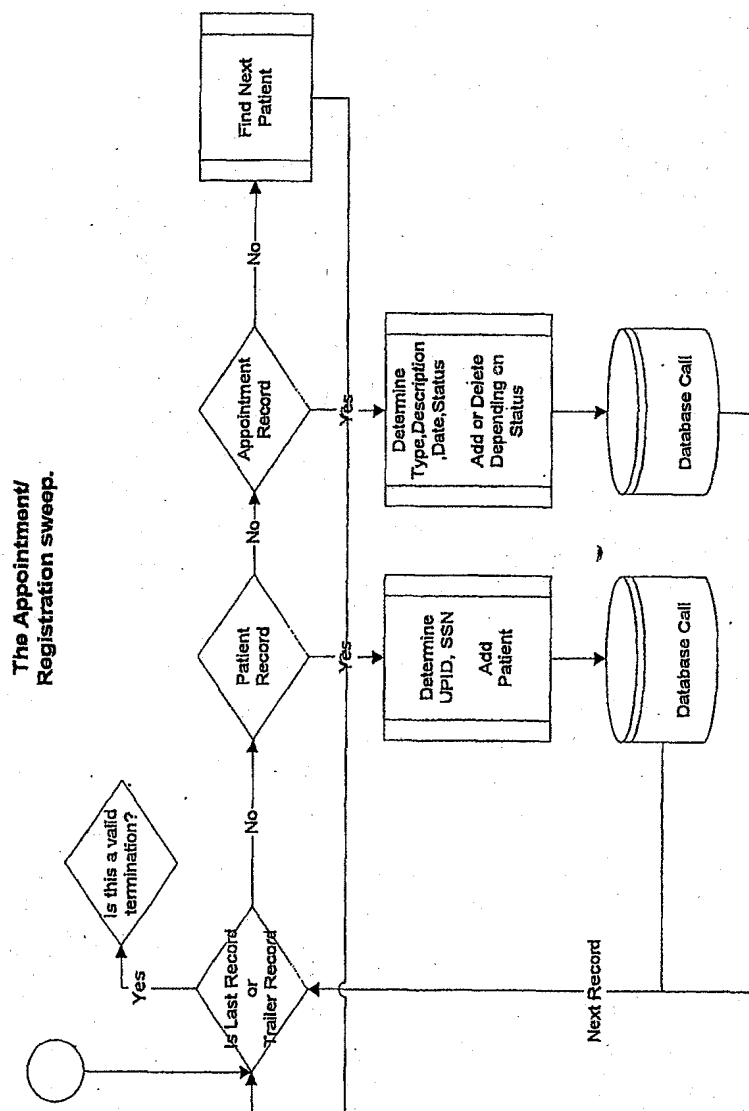 The Appointment/
Registration sweep.
Is this a valid
termination?
Yes
Is Last Record
or
Trailer Record
No
Patient
Record
No
Appointment
Record
No
Find Next
Patient
Yes
Yes
Determine
UPID, SSN
Add
Patient
Determine
Type,Description
,Date,Status
Add or Delete
Depending on
Status
Next Record
Database Call
Database Call